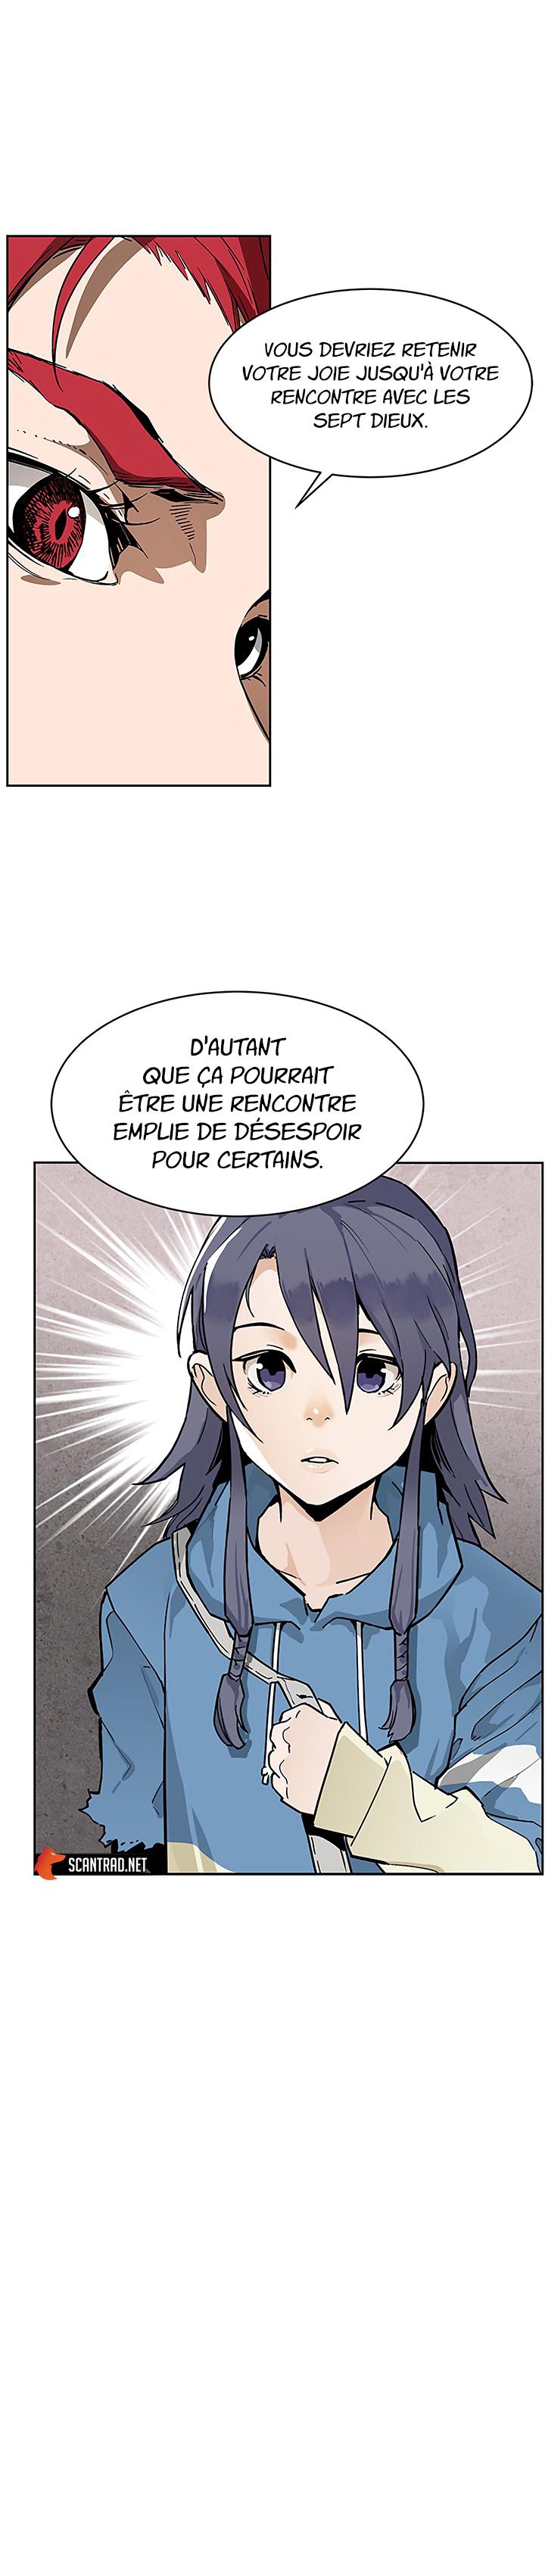 VOUS DEVRIEZ RETENIR
VOTRE JOIE JUSQU'À VOTRE
RENCONTRE AVEC LES
SEPT DIEUX.
D'AUTANT
QUE ÇA POURRAIT
ÊTRE UNE RENCONTRE
EMPLIE DE DÉSESPOIR
POUR CERTAINS.
SCANTRAD.NET